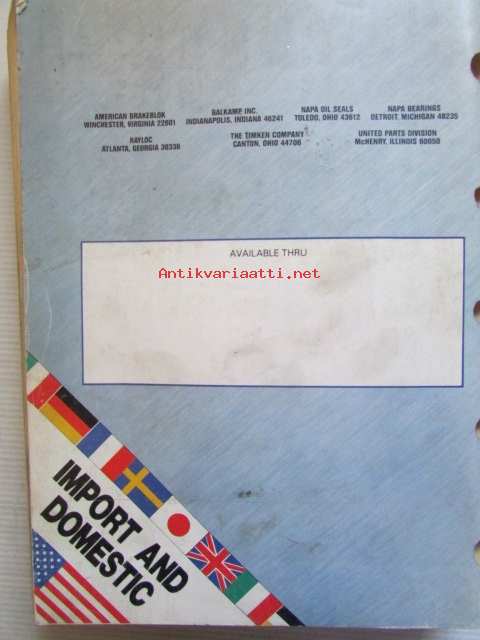 AMERICAN BRAKEBLOK
WINCHESTER, VIRGINIA 22601
BALKAMP INC.
INDIANAPOLIS, INDIANA 46241
NAPA OIL SEALS
TOLEDO, OHIO 43612
NAPA BEARINGS
DETROIT, MICHIGAN 48235
RAYLOC
ATLANTA, GEORGIA 30336
THE TIMKEN COMPANY
CANTON, OHIO 44706
UNITED PARTS DIVISION
McHENRY, ILLINOIS 60050
AVAILABLE THRU
Antikvariaatti.net
IMPORT AND
DOMESTIC